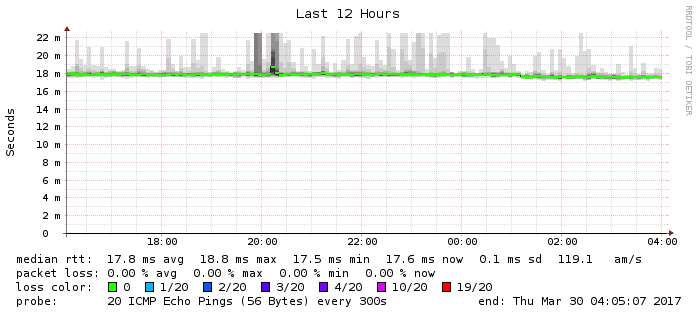 Last 12 Hours
RRDTOOL / TOBI OETIKER
Seconds
22 m
20 m
18 m
16 m
14 m
12 m
10 m
8 m
6 m
4 m
2 m
0
18:00 20:00 22:00 00:00 02:00 04:00
median rtt: 17.8 ms avg 18.8 ms max 17.5 ms min 17.6 ms now 0.1 ms sd 119.1 am/s
packet loss: 0.00 % avg 0.00 % max 0.00 % min 0.00 % now
loss color: 0 1/20 2/20 3/20 4/20 10/20 19/20
probe: 20 ICMP Echo Pings (56 Bytes) every 300s end: Thu Mar 30 04:05:07 2017